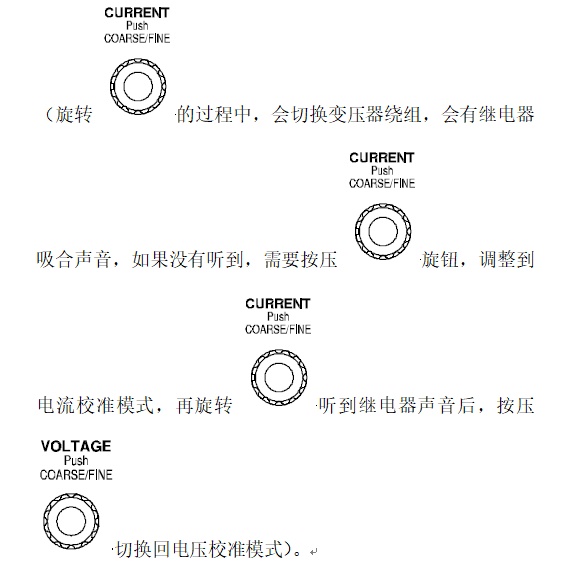 CURRENT
Push
COARSE/FINE
（旋转 的过程中，会切换变压器绕组，会有继电器
CURRENT
Push
COARSE/FINE
吸合声音，如果没有听到，需要按压 旋钮，调整到
CURRENT
Push
COARSE/FINE
电流校准模式，再旋转 听到继电器声音后，按压
VOLTAGE
Push
COARSE/FINE
切换回电压校准模式）。